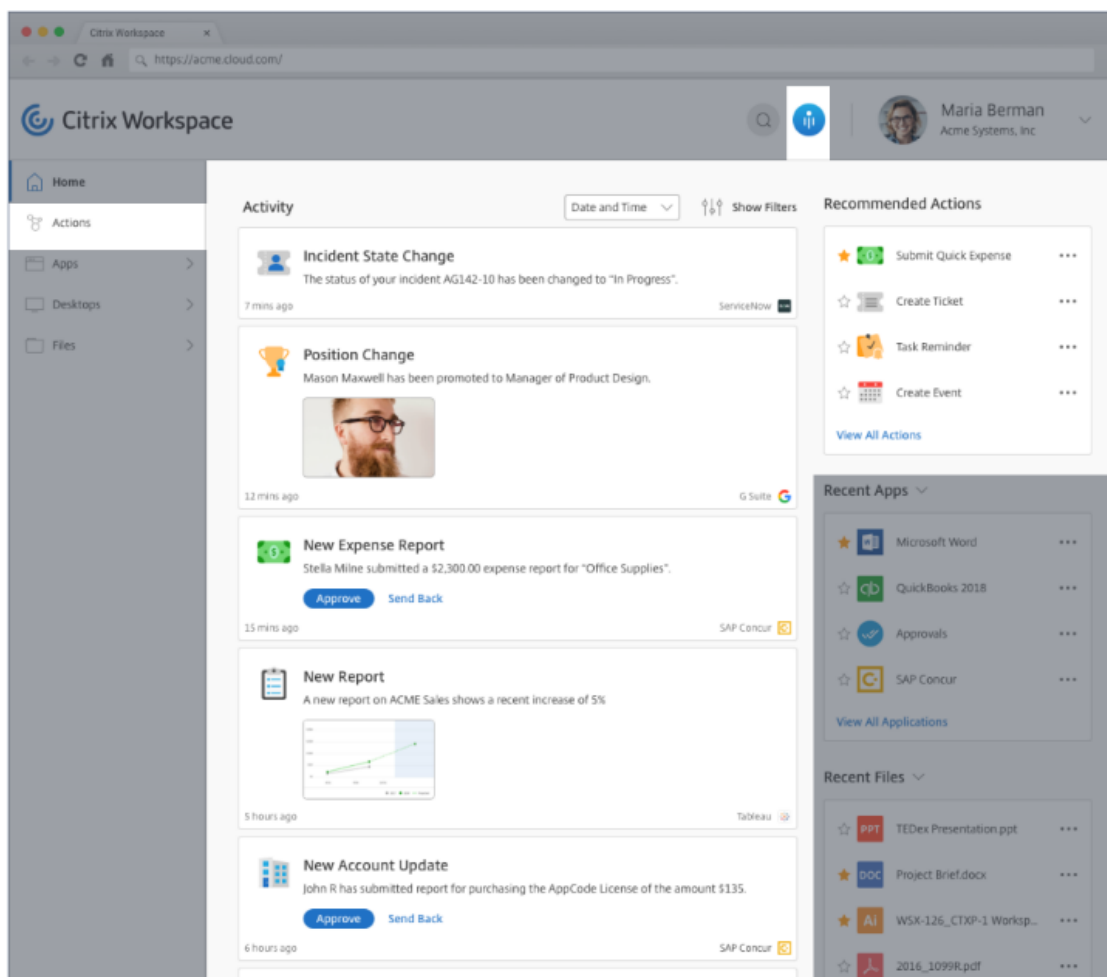 Citrix Workspace
https://acme.cloud.com/
Citrix Workspace
Maria Berman
Acme Systems, Inc
Home
Actions
Apps
Desktops
Files
Activity
Date and Time
Show Filters
Incident State Change
The status of your incident AG142-10 has been changed to "In Progress".
7 mins ago
ServiceNow
Position Change
Mason Maxwell has been promoted to Manager of Product Design.
12 mins ago
G Suite
New Expense Report
Stella Milne submitted a $2,300.00 expense report for "Office Supplies".
Approve Send Back
15 mins ago
SAP Concur
New Report
A new report on ACME Sales shows a recent increase of 5%
5 hours ago
Tableau
New Account Update
John R has submitted report for purchasing the AppCode License of the amount $135.
Approve Send Back
6 hours ago
SAP Concur
Recommended Actions
Submit Quick Expense
Create Ticket
Task Reminder
Create Event
View All Actions
Recent Apps
Microsoft Word
QuickBooks 2018
Approvals
SAP Concur
View All Applications
Recent Files
PPT TEDex Presentation.ppt
DOC Project Brief.docx
Ai WSX-126_CTXP-1 Worksp...
2016_1099R.pdf